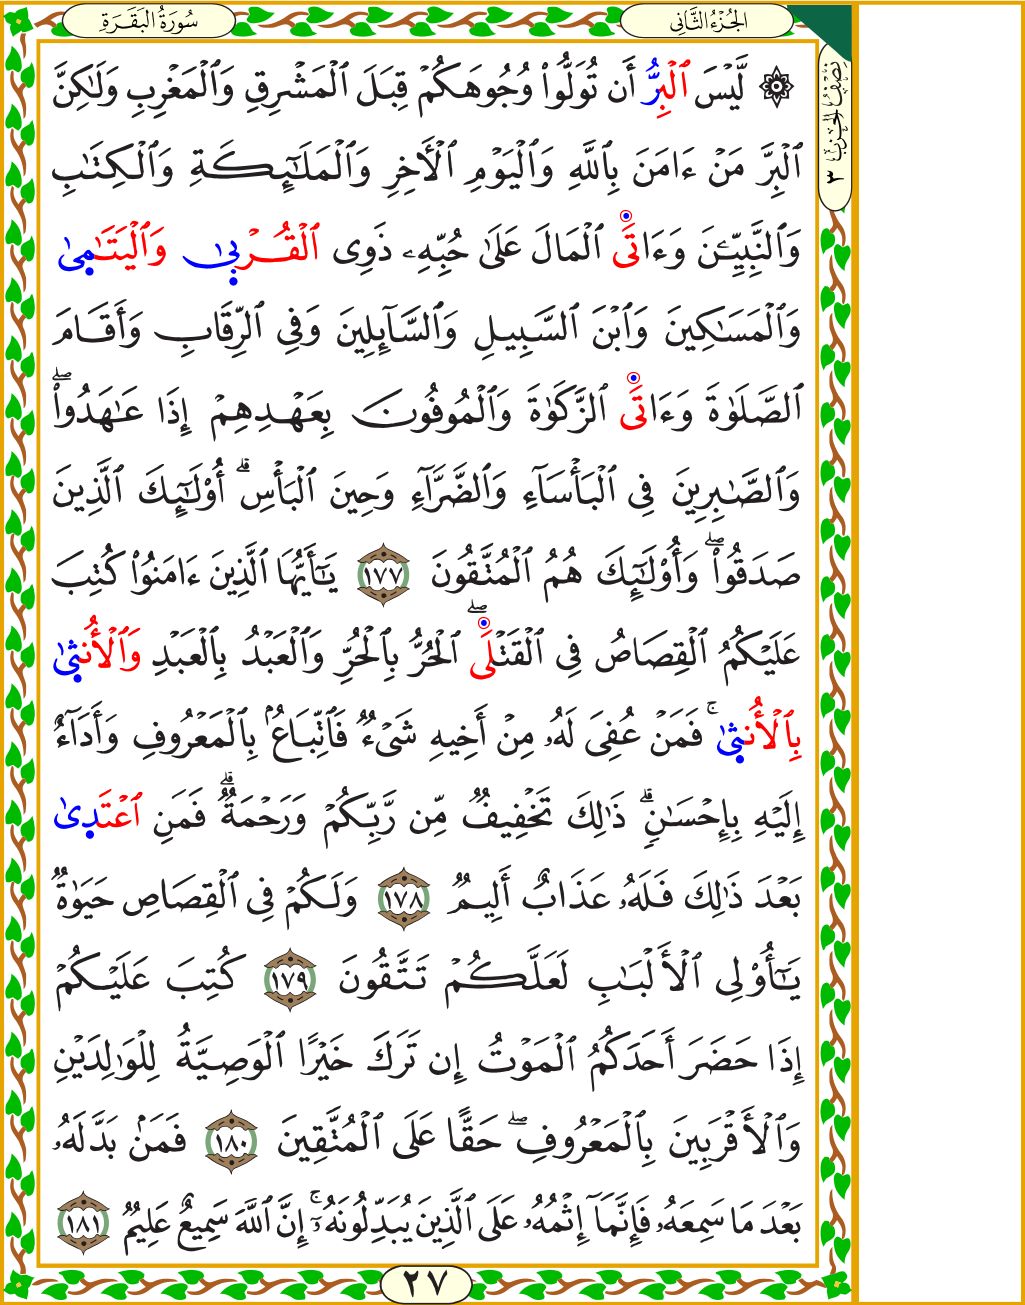 سُورَةُ البَقَرَةِ
الجُزْءُ الثَّانِي
نِصْفُ الحِزْبِ ٣
۞ لَّيْسَ ٱلْبِرُّ أَن تُوَلُّوا۟ وُجُوهَكُمْ قِبَلَ ٱلْمَشْرِقِ وَٱلْمَغْرِبِ وَلَٰكِنَّ
ٱلْبِرَّ مَنْ ءَامَنَ بِٱللَّهِ وَٱلْيَوْمِ ٱلْأَخِرِ وَٱلْمَلَٰٓئِكَةِ وَٱلْكِتَٰبِ
وَٱلنَّبِيِّـۧنَ وَءَاتَى ٱلْمَالَ عَلَىٰ حُبِّهِۦ ذَوِى ٱلْقُرْبىٰ وَٱلْيَتَٰمىٰ
وَٱلْمَسَٰكِينَ وَٱبْنَ ٱلسَّبِيلِ وَٱلسَّآئِلِينَ وَفِى ٱلرِّقَابِ وَأَقَامَ
ٱلصَّلَوٰةَ وَءَاتَى ٱلزَّكَوٰةَ وَٱلْمُوفُونَ بِعَهْدِهِمْ إِذَا عَٰهَدُوا۟ۖ
وَٱلصَّٰبِرِينَ فِى ٱلْبَأْسَآءِ وَٱلضَّرَّآءِ وَحِينَ ٱلْبَأْسِۗ أُو۟لَٰٓئِكَ ٱلَّذِينَ
صَدَقُوا۟ۖ وَأُو۟لَٰٓئِكَ هُمُ ٱلْمُتَّقُونَ ١٧٧ يَٰٓأَيُّهَا ٱلَّذِينَ ءَامَنُوا۟ كُتِبَ
عَلَيْكُمُ ٱلْقِصَاصُ فِى ٱلْقَتْلَىۖ ٱلْحُرُّ بِٱلْحُرِّ وَٱلْعَبْدُ بِٱلْعَبْدِ وَٱلْأُنثىٰ
بِٱلْأُنثىٰۚ فَمَنْ عُفِىَ لَهُۥ مِنْ أَخِيهِ شَىْءٌ فَٱتِّبَاعٌۢ بِٱلْمَعْرُوفِ وَأَدَآءٌ
إِلَيْهِ بِإِحْسَٰنٍۗ ذَٰلِكَ تَخْفِيفٌ مِّن رَّبِّكُمْ وَرَحْمَةٌۗ فَمَنِ ٱعْتَدىٰ
بَعْدَ ذَٰلِكَ فَلَهُۥ عَذَابٌ أَلِيمٌ ١٧٨ وَلَكُمْ فِى ٱلْقِصَاصِ حَيَوٰةٌ
يَٰٓأُو۟لِى ٱلْأَلْبَٰبِ لَعَلَّكُمْ تَتَّقُونَ ١٧٩ كُتِبَ عَلَيْكُمْ
إِذَا حَضَرَ أَحَدَكُمُ ٱلْمَوْتُ إِن تَرَكَ خَيْرًا ٱلْوَصِيَّةُ لِلْوَٰلِدَيْنِ
وَٱلْأَقْرَبِينَ بِٱلْمَعْرُوفِۖ حَقًّا عَلَى ٱلْمُتَّقِينَ ١٨٠ فَمَنۢ بَدَّلَهُۥ
بَعْدَ مَا سَمِعَهُۥ فَإِنَّمَآ إِثْمُهُۥ عَلَى ٱلَّذِينَ يُبَدِّلُونَهُۥٓۚ إِنَّ ٱللَّهَ سَمِيعٌ عَلِيمٌ ١٨١
٢٧